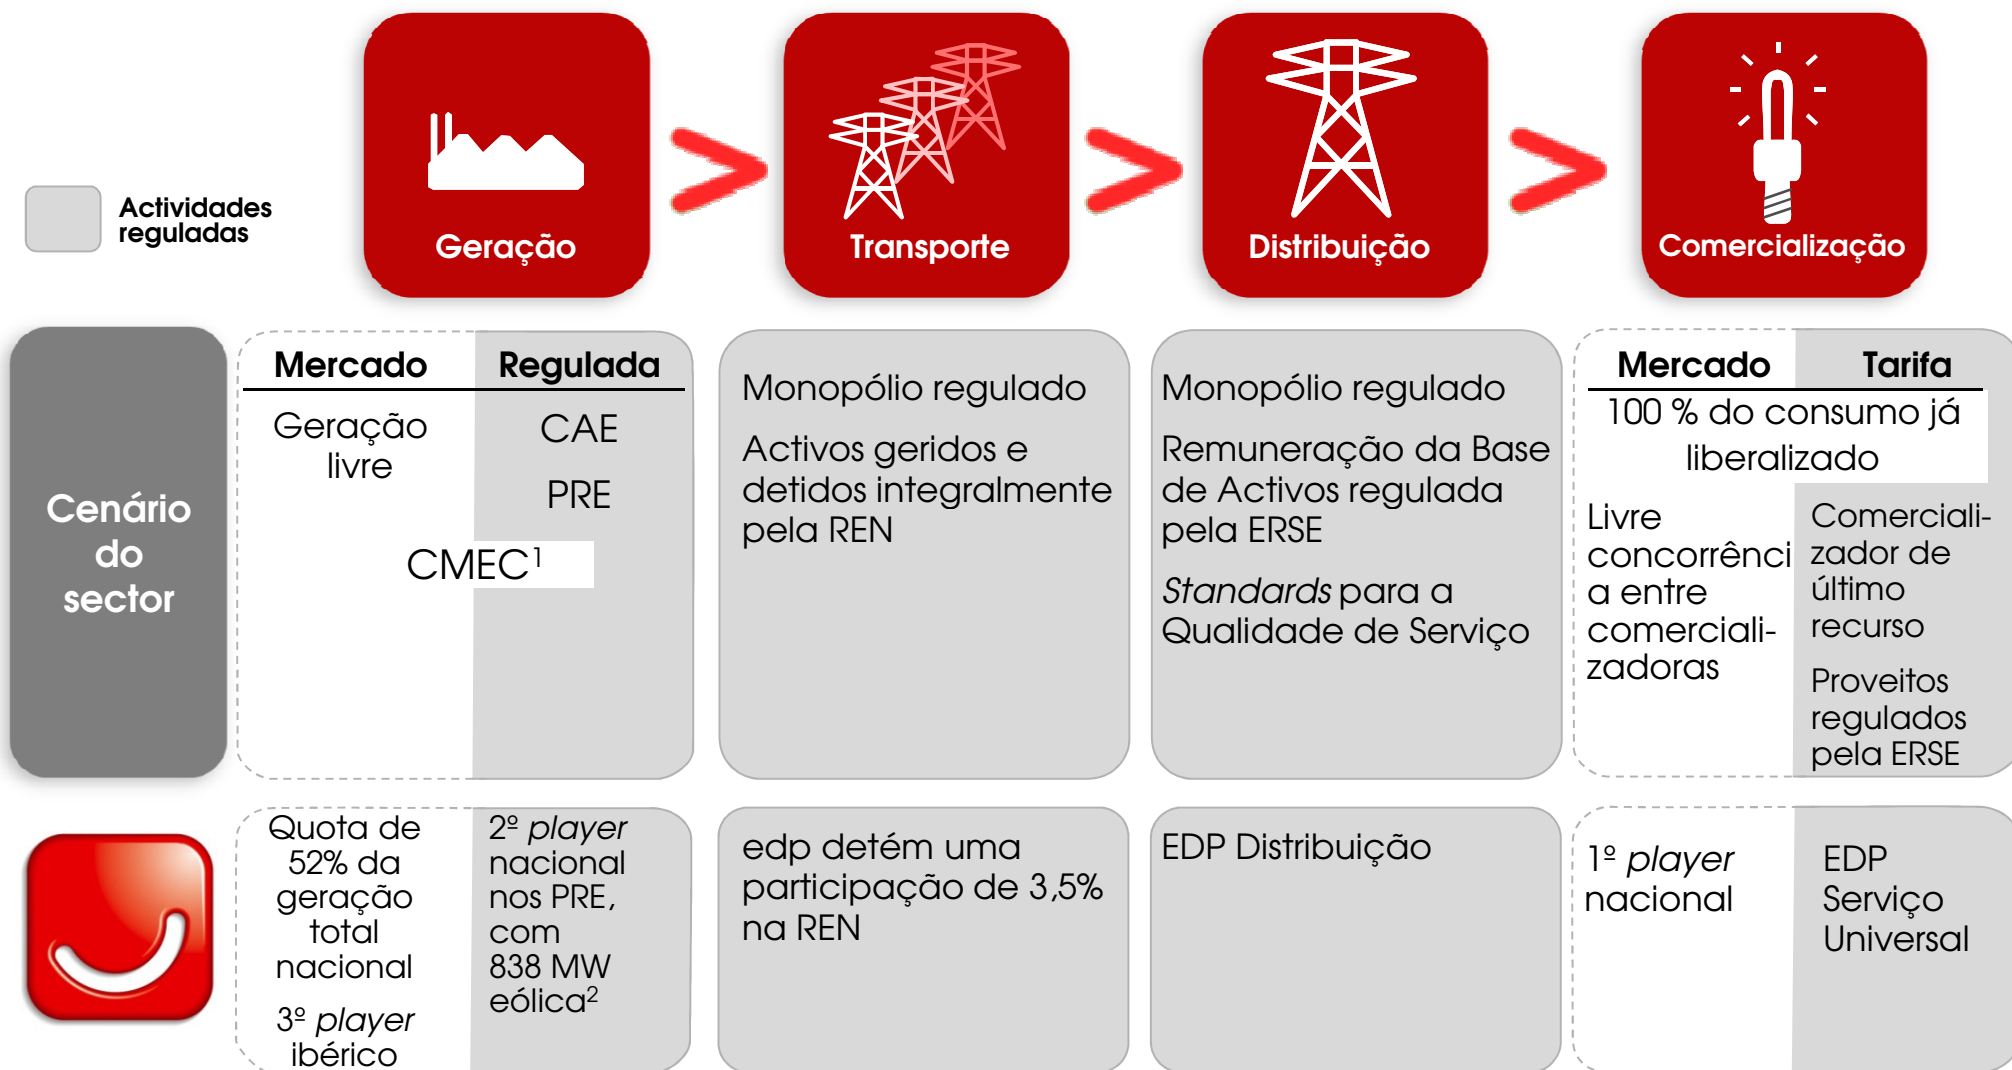 Actividades
reguladas
Geração
Transporte
Distribuição
Comercialização
Cenário
do
sector
Mercado
Regulada
Geração
livre
CAE
PRE
CMEC¹
Monopólio regulado
Activos geridos e
detidos integralmente
pela REN
Monopólio regulado
Remuneração da Base
de Activos regulada
pela ERSE
Standards para a
Qualidade de Serviço
Mercado
Tarifa
100 % do consumo já
liberalizado
Livre
concorrênci
a entre
comerciali-
zadoras
Comerciali-
zador de
último
recurso
Proveitos
regulados
pela ERSE
Quota de
52% da
geração
total
nacional
3º player
ibérico
2º player
nacional
nos PRE,
com
838 MW
eólica²
edp detém uma
participação de 3,5%
na REN
EDP Distribuição
1º player
nacional
EDP
Serviço
Universal